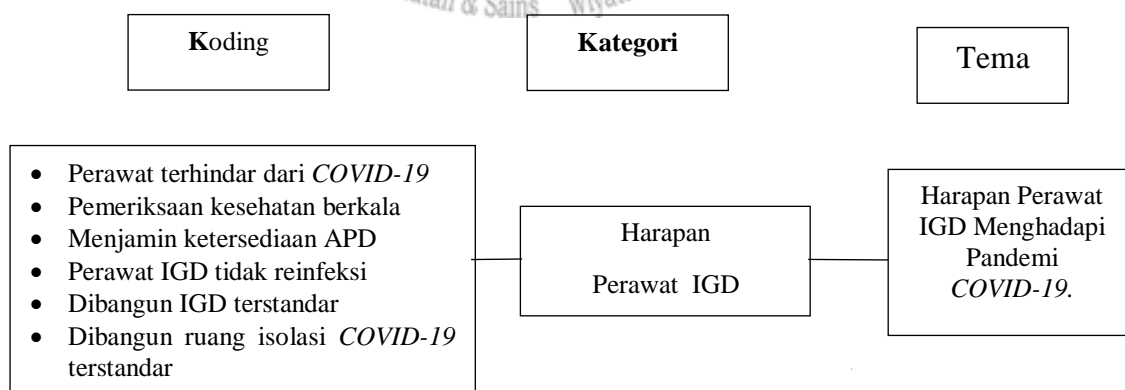 & Sains
Koding
Kategori
Tema
• Perawat terhindar dari COVID-19
• Pemeriksaan kesehatan berkala
• Menjamin ketersediaan APD
• Perawat IGD tidak reinfeksi
• Dibangun IGD terstandar
• Dibangun ruang isolasi COVID-19
terstandar
Harapan
Perawat IGD
Harapan Perawat
IGD Menghadapi
Pandemi
COVID-19.